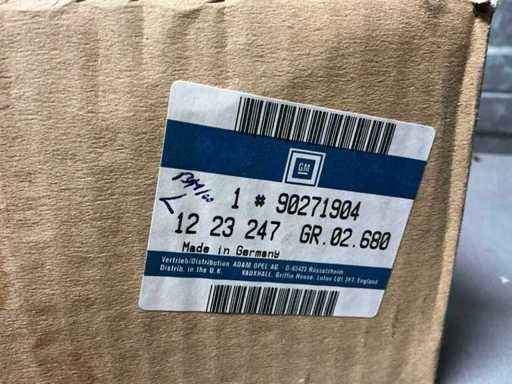 GM
1 # 90271904
12 23 247 GR.02.680
Made in Germany
Vertrieb/Distribution ADAM OPEL AG D-65423 Rüsselsheim
Distrib. in the U.K. VAUXHALL, Griffin House, Luton LU1 3YT England